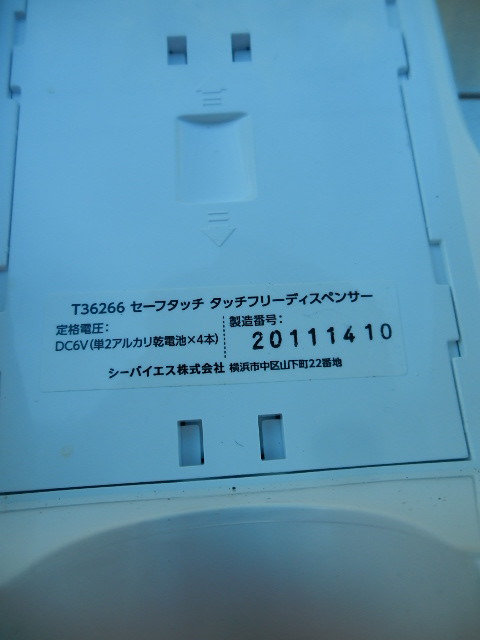 T36266 セーフタッチ タッチフリーディスペンサー
定格電圧:
DC6V(単2アルカリ乾電池×4本)
製造番号:
20111410
シーバイエス株式会社 横浜市中区山下町22番地